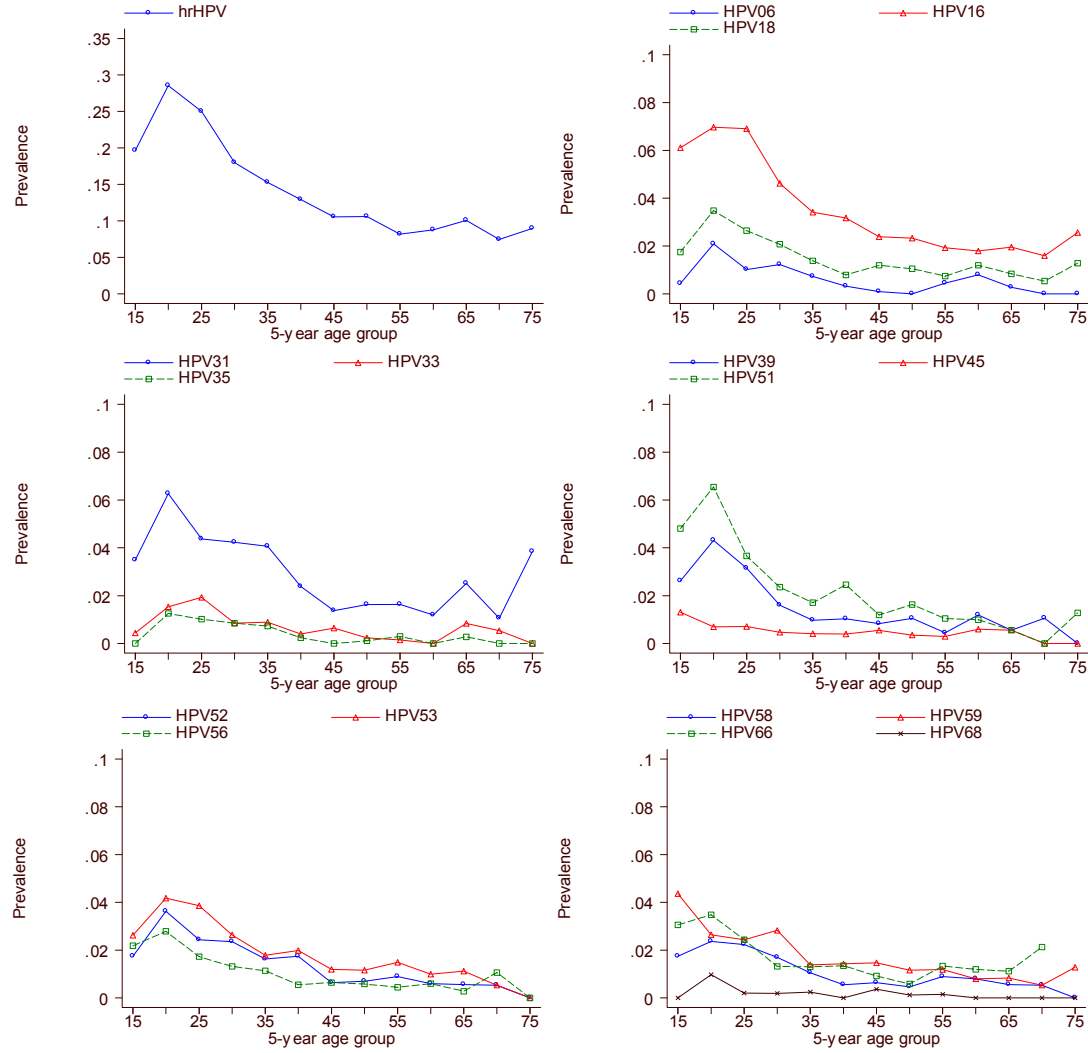 hrHPV
.35
.3
.25
.2
.15
.1
.05
0
Prevalence
15 25 35 45 55 65 75
5-year age group
HPV06 HPV16
HPV18
.1
.08
.06
.04
.02
0
Prevalence
15 25 35 45 55 65 75
5-year age group
HPV31 HPV33
HPV35
.1
.08
.06
.04
.02
0
Prevalence
15 25 35 45 55 65 75
5-year age group
HPV39 HPV45
HPV51
.1
.08
.06
.04
.02
0
Prevalence
15 25 35 45 55 65 75
5-year age group
HPV52 HPV53
HPV56
.1
.08
.06
.04
.02
0
Prevalence
15 25 35 45 55 65 75
5-year age group
HPV58 HPV59
HPV66 HPV68
.1
.08
.06
.04
.02
0
Prevalence
15 25 35 45 55 65 75
5-year age group